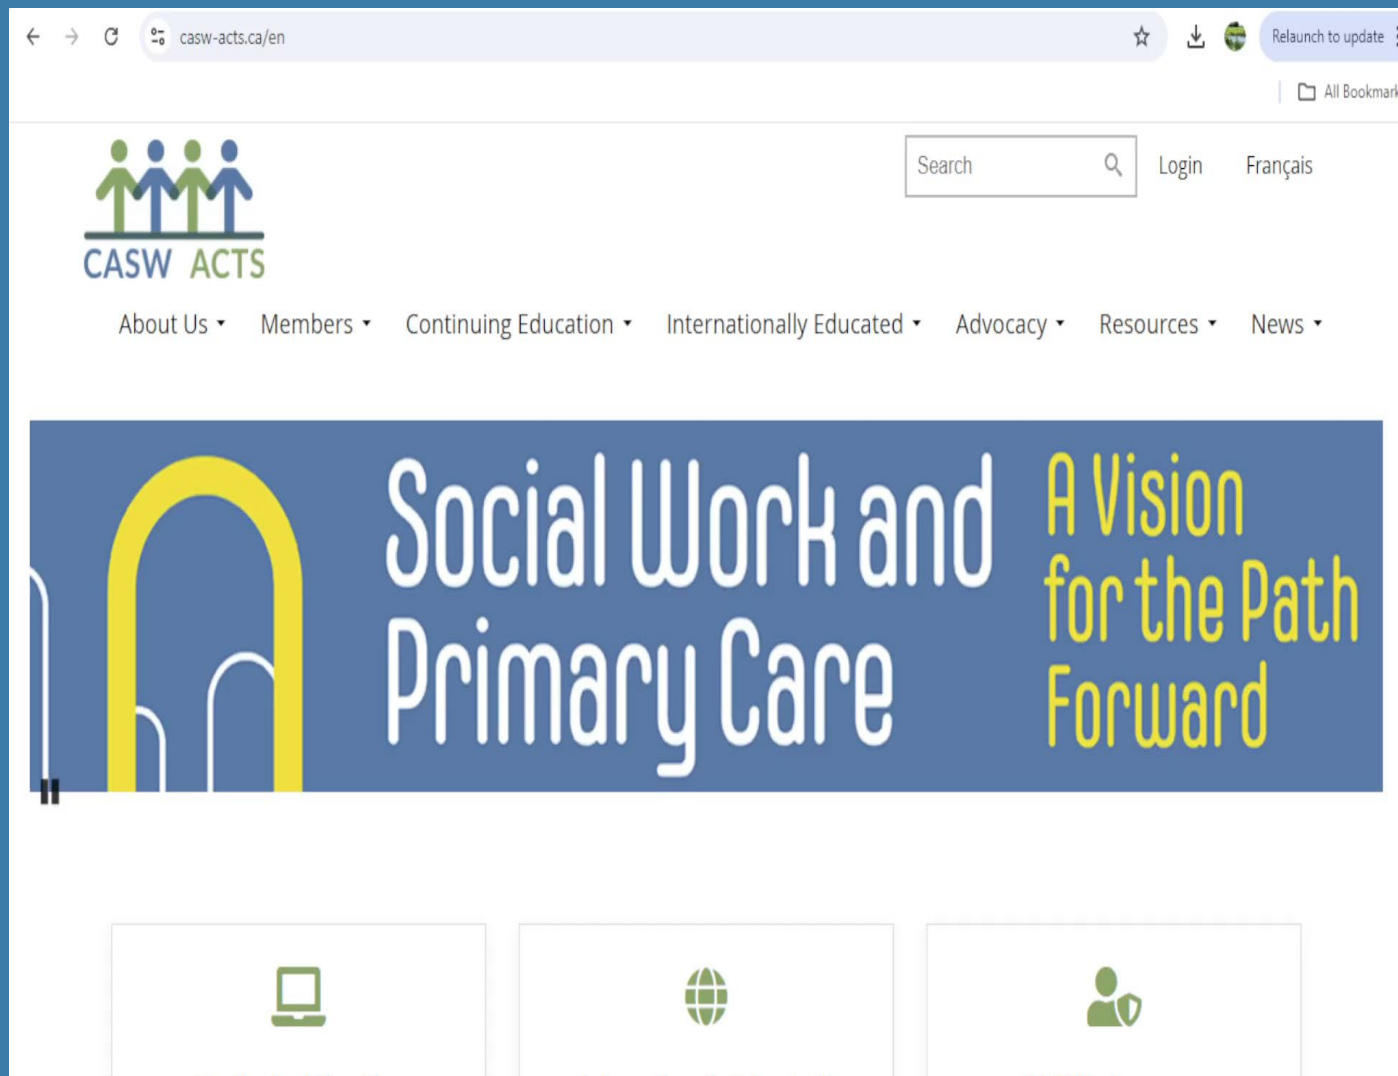 casw-acts.ca/en
Relaunch to update
All Bookmark
Search
Login
Français
CASW ACTS
About Us
Members
Continuing Education
Internationally Educated
Advocacy
Resources
News
Social Work and
Primary Care
A Vision
for the Path
Forward